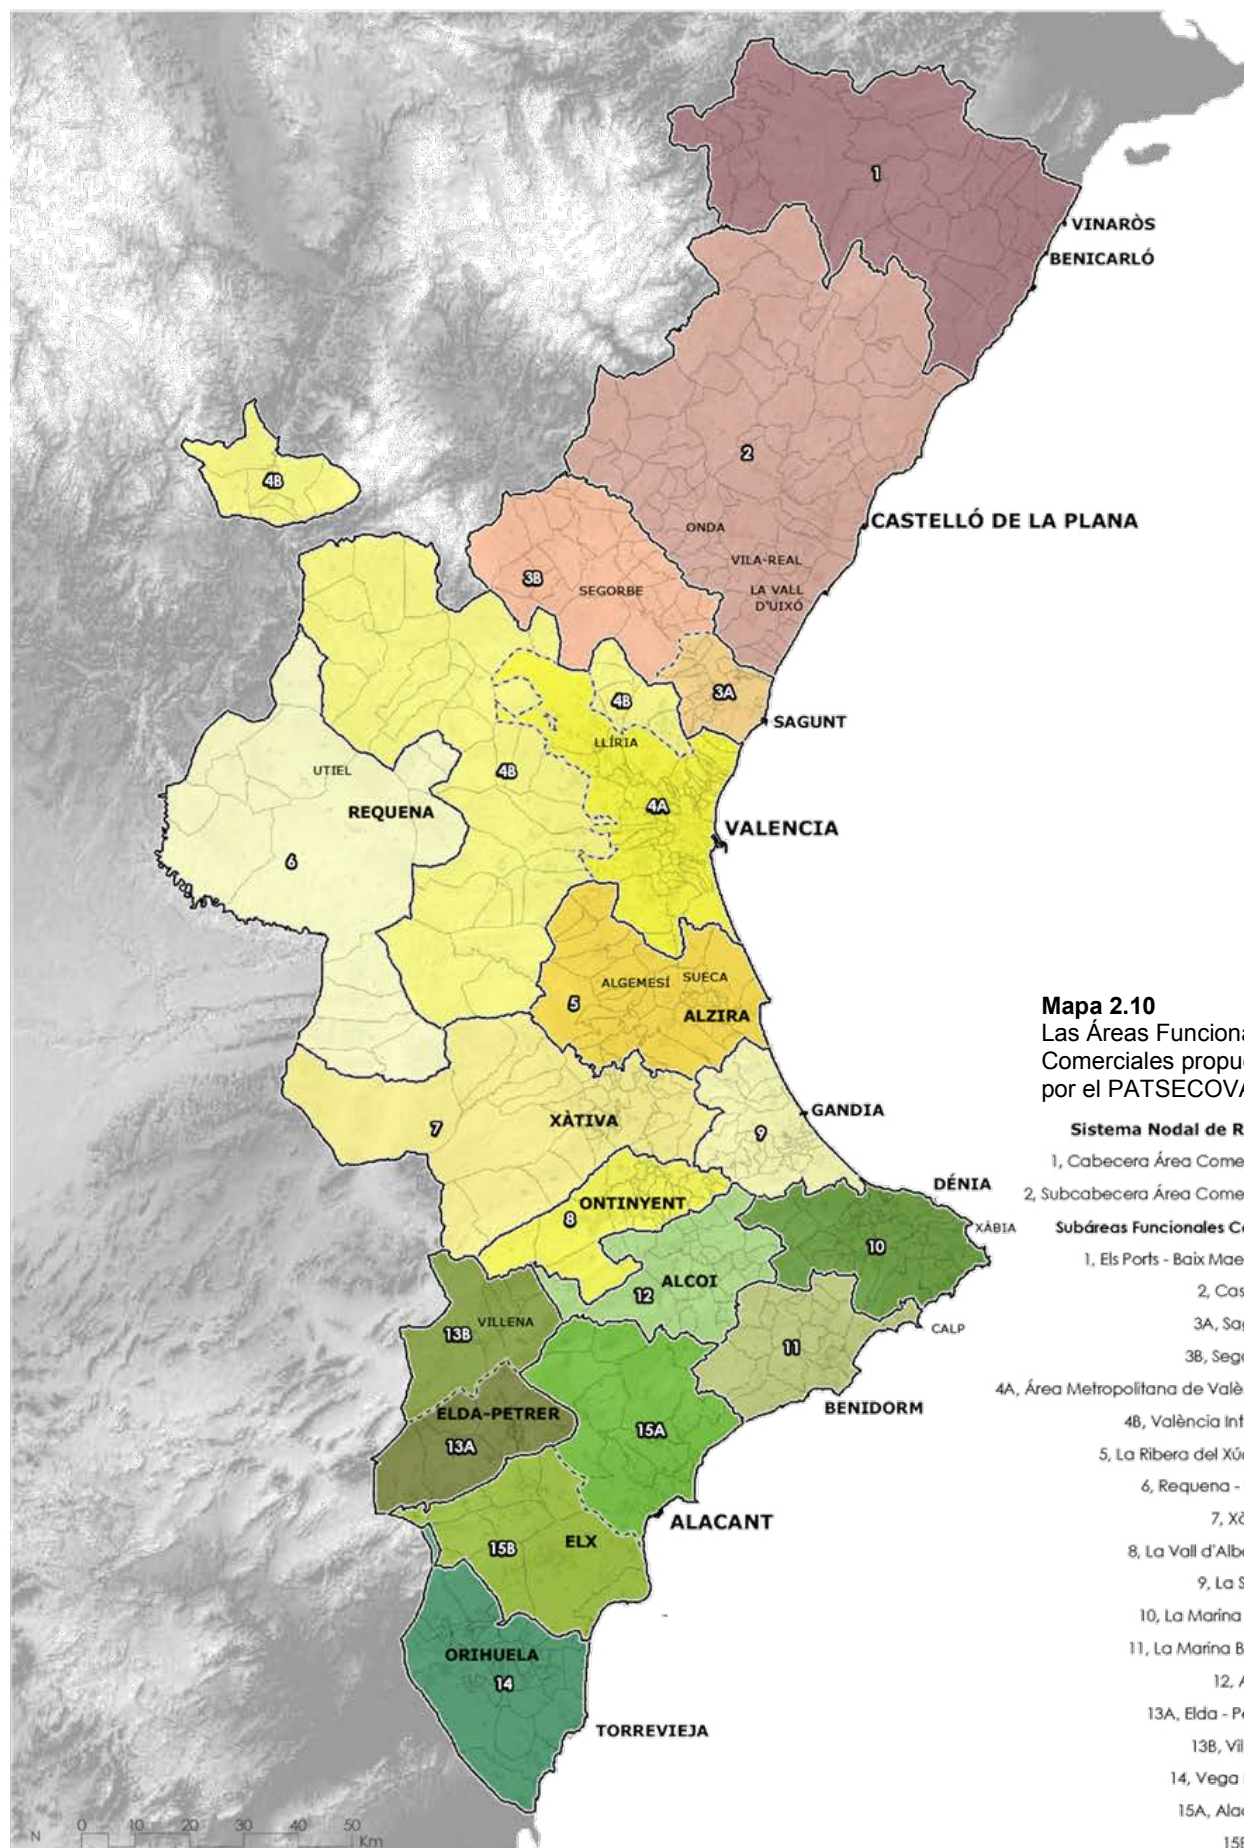 1
VINARÒS
BENICARLÓ
2
4B
CASTELLÓ DE LA PLANA
ONDA
VILA-REAL
3B
SEGORBE
LA VALL
D'UIXÓ
3A
4B
SAGUNT
LLÍRIA
UTIEL
4B
REQUENA
4A
VALENCIA
6
ALGEMESÍ
SUECA
5
ALZIRA
Mapa 2.10
Las Áreas Funciona
Comerciales propue
por el PATSECOVA
GANDIA
XÀTIVA
7
9
Sistema Nodal de R
1, Cabecera Área Come
DÉNIA
2, Subcabecera Área Come
ONTINYENT
8
XÀBIA
Subáreas Funcionales C
10
1, Els Ports - Baix Mae
ALCOI
12
2, Cas
VILLENA
13B
CALP
3A, Sag
11
3B, Sego
4A, Área Metropolitana de Valè
BENIDORM
ELDA-PETRER
4B, València Int
15A
13A
5, La Ribera del Xú
6, Requena -
ALACANT
7, Xà
ELX
15B
8, La Vall d'Alb
9, La S
10, La Marina
ORIHUELA
11, La Marina B
14
12, A
13A, Elda - Pe
TORREVIEJA
13B, Vil
14, Vega
15A, Ala
N
0 10 20 30 40 50
Km
15